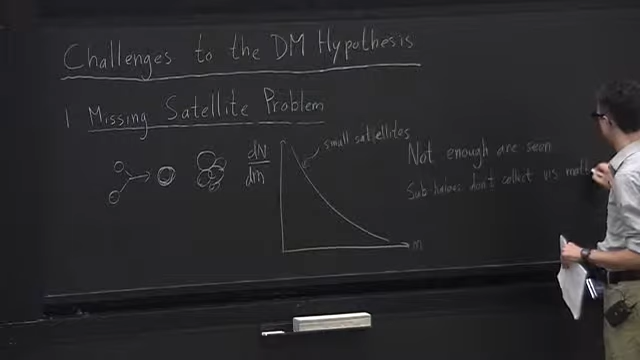 Challenges to the DM Hypothesis
1 Missing Satellite Problem
dN
dm
small satellites
m
Not enough are seen
Sub halos don't collect vis matt